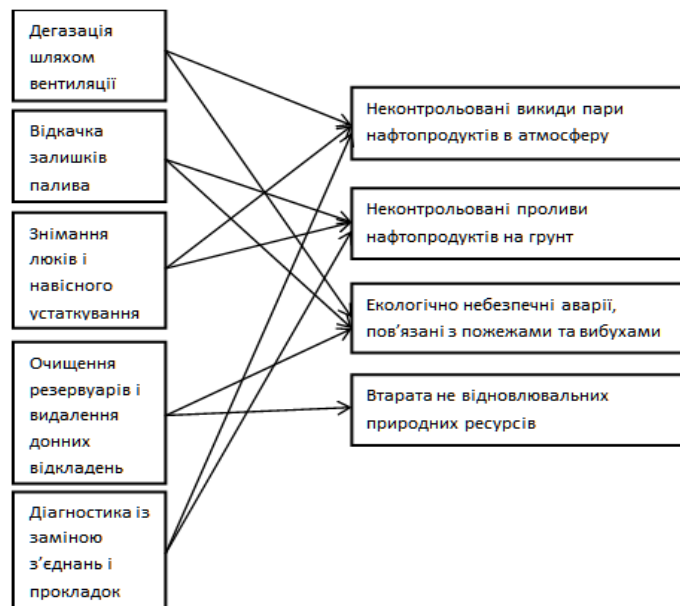 Дегазація
шляхом
вентиляції
Відкачка
залишків
палива
Знімання
люків і
навісного
устаткування
Очищення
резервуарів і
видалення
донних
відкладень
Діагностика із
заміною
з’єднань і
прокладок
Неконтрольовані викиди пари
нафтопродуктів в атмосферу
Неконтрольовані проливи
нафтопродуктів на грунт
Екологічно небезпечні аварії,
пов’язані з пожежами та вибухами
Втарата не відновлювальних
природних ресурсів